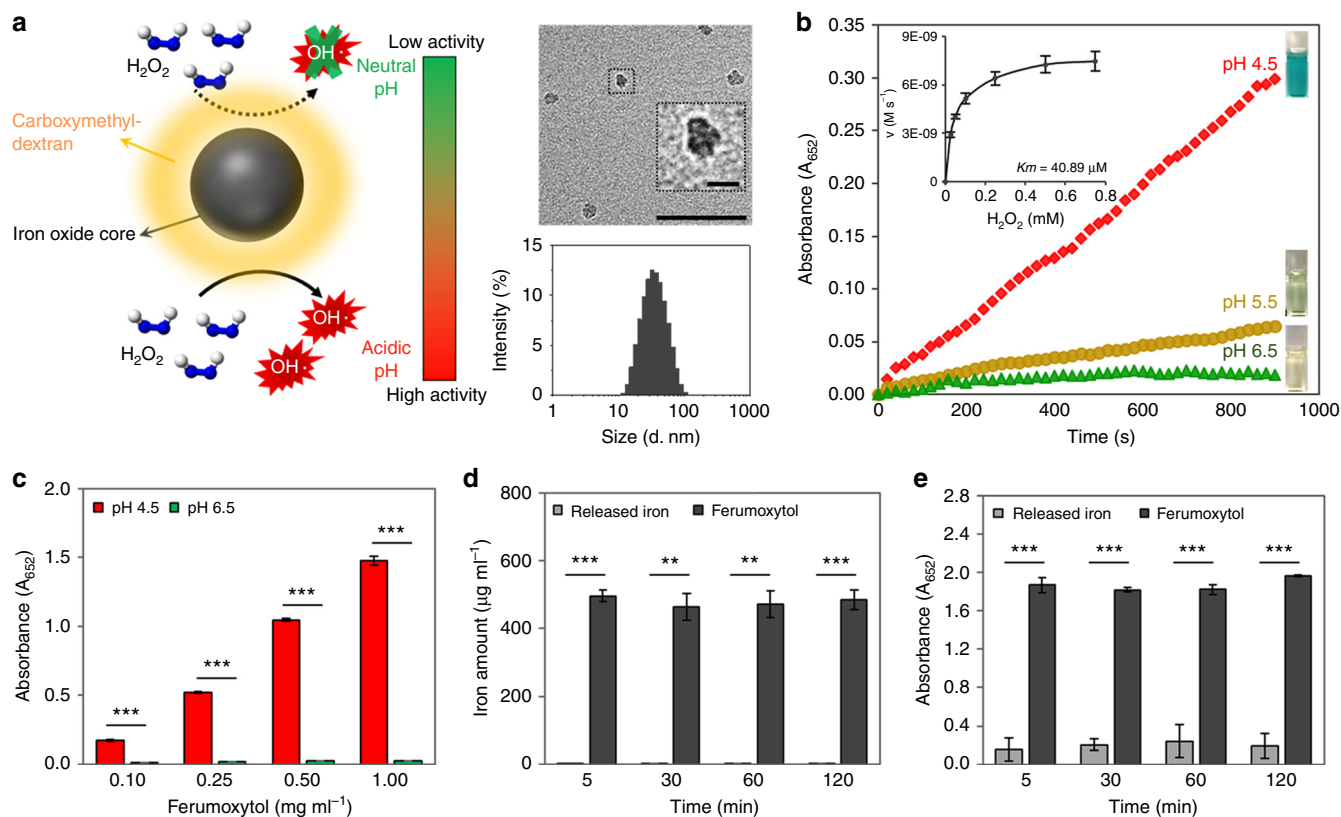 a
H2O2
OH·
Low activity
Neutral
pH
Carboxymethyl-
dextran
Iron oxide core
H2O2
OH·
OH·
Acidic
pH
High activity
15
10
5
0
Intensity (%)
1 10 100 1000
Size (d. nm)
b
0.35
0.30
0.25
0.20
0.15
0.10
0.05
0.00
Absorbance (A652)
9E-09
6E-09
3E-09
0
v (M s−1)
Km = 40.89 μM
0 0.2 0.4 0.6 0.8
H2O2 (mM)
pH 4.5
pH 5.5
pH 6.5
0 200 400 600 800 1000
Time (s)
c
2.0
1.5
1.0
0.5
0.0
Absorbance (A652)
pH 4.5 pH 6.5
***
***
***
***
0.10 0.25 0.50 1.00
Ferumoxytol (mg ml−1)
d
800
600
400
200
0
Iron amount (μg ml−1)
Released iron Ferumoxytol
*** ** ** ***
5 30 60 120
Time (min)
e
2.8
2.4
2.0
1.6
1.2
0.8
0.4
0.0
Absorbance (A652)
Released iron Ferumoxytol
*** *** *** ***
5 30 60 120
Time (min)